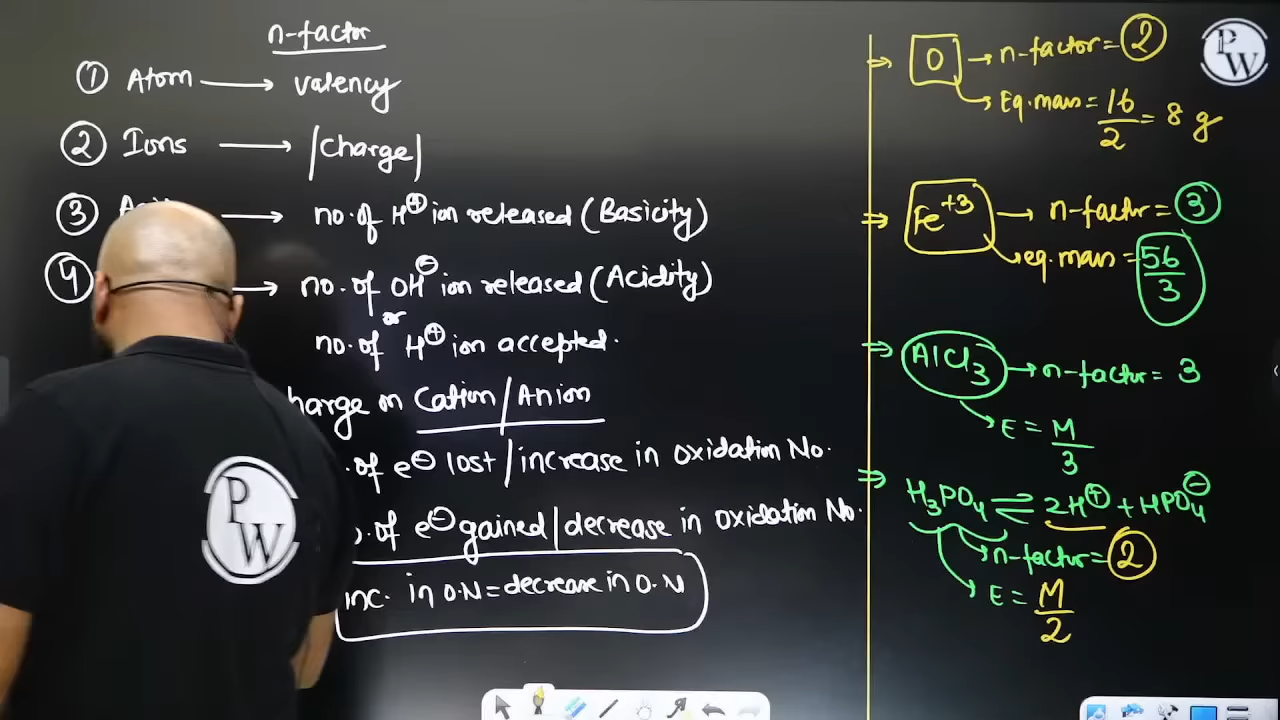 n-factor
① Atom → valency
② Ions → |charge|
③ → no. of H⊕ ion released (Basicity)
④ → no. of OH⊖ ion released (Acidity)
or
no. of H⊕ ion accepted.
harge on Cation/Anion
. of e⊖ lost/increase in oxidation No.
. of e⊖ gained/decrease in oxidation No.
inc. in O.N = decrease in O.N
⇒ O → n-factor = ②
Eq. mass = 16/2 = 8 g
⇒ Fe⁺³ → n-factor = ③
eq. mass = 56/3
⇒ AlCl₃ → n-factor = 3
E = M/3
⇒ H₃PO₄ ⇌ 2H⊕ + HPO₄⊖
n-factor = ②
E = M/2
PW
PW